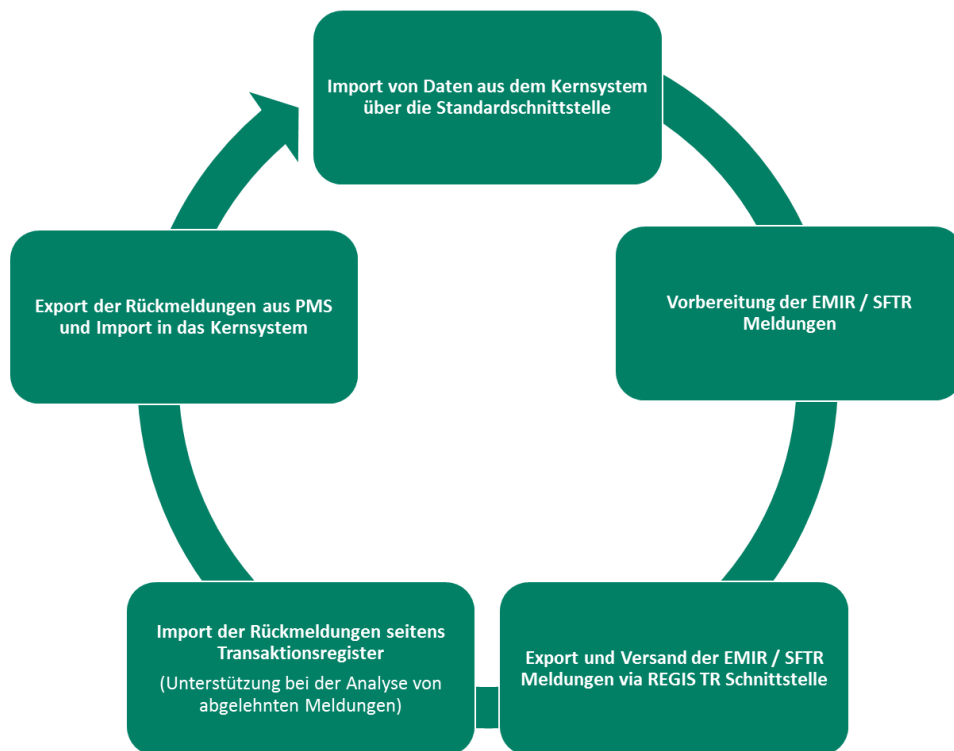 Import von Daten aus dem Kernsystem
über die Standardschnittstelle
Vorbereitung der EMIR / SFTR
Meldungen
Export und Versand der EMIR / SFTR
Meldungen via REGIS TR Schnittstelle
Import der Rückmeldungen seitens
Transaktionsregister
(Unterstützung bei der Analyse von
abgelehnten Meldungen)
Export der Rückmeldungen aus PMS
und Import in das Kernsystem